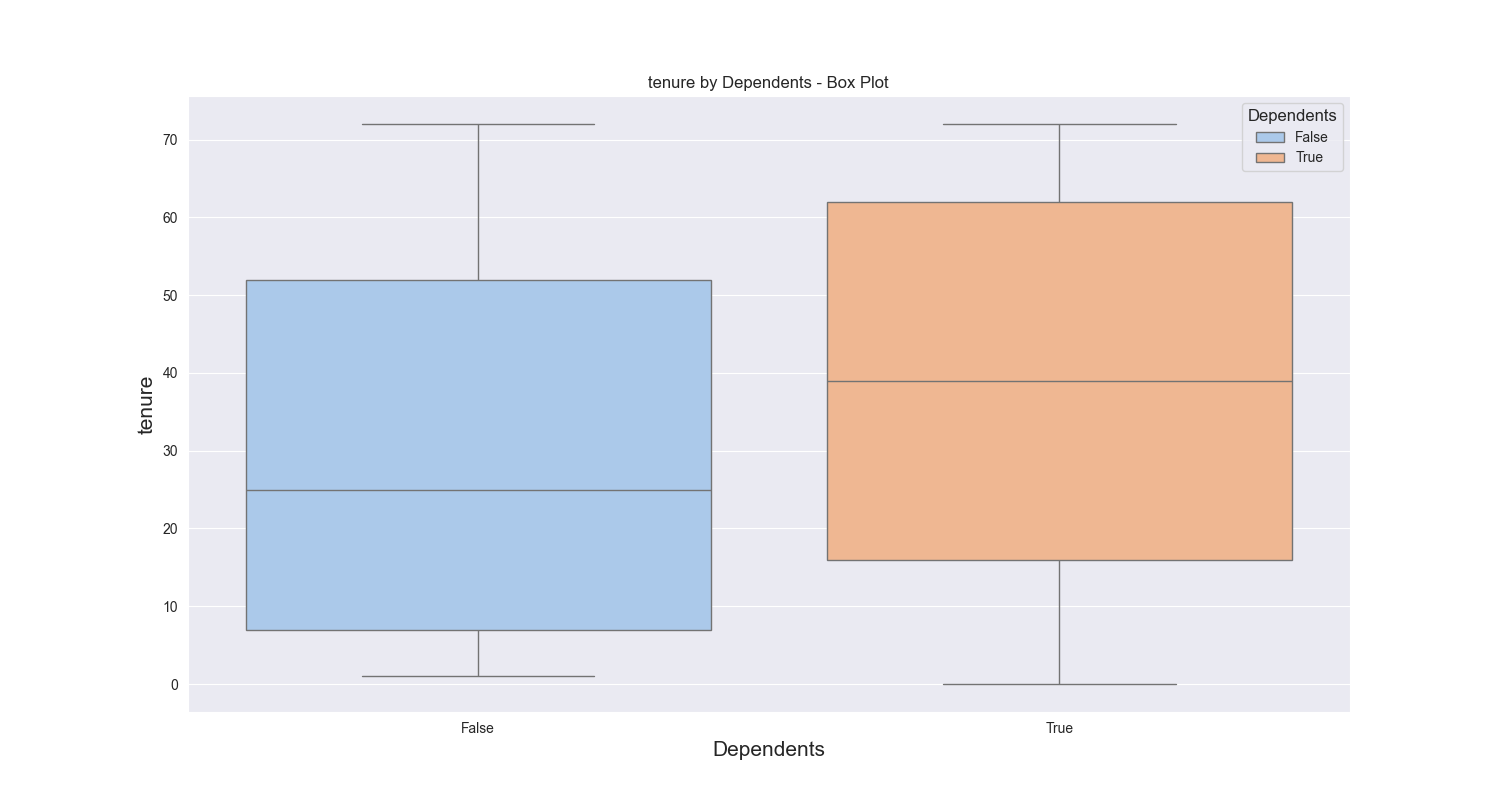 tenure by Dependents - Box Plot
Dependents
False
True
70
60
50
40
30
20
10
0
tenure
False
True
Dependents